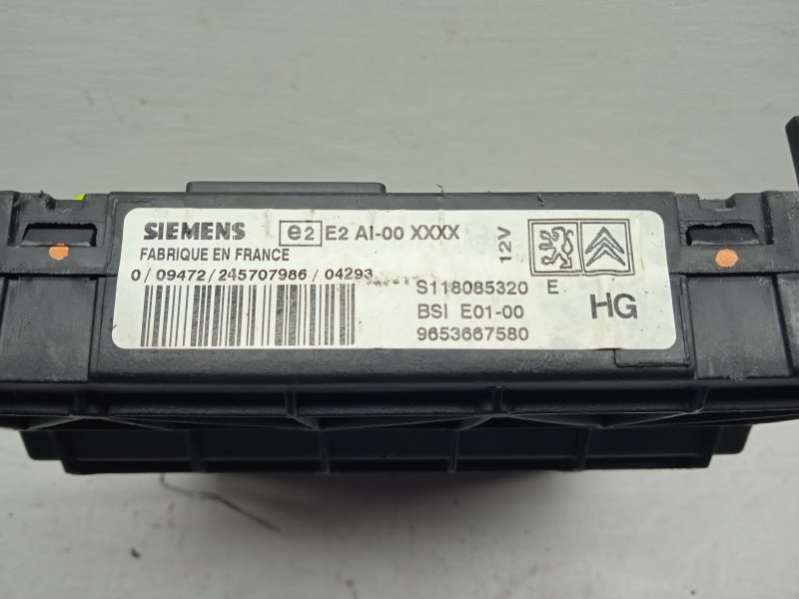 SIEMENS e2 E2 AI-00 XXXX 12V
FABRIQUE EN FRANCE
0/09472/245707986/04293
S118085320 E
BSI E01-00 HG
9653667580